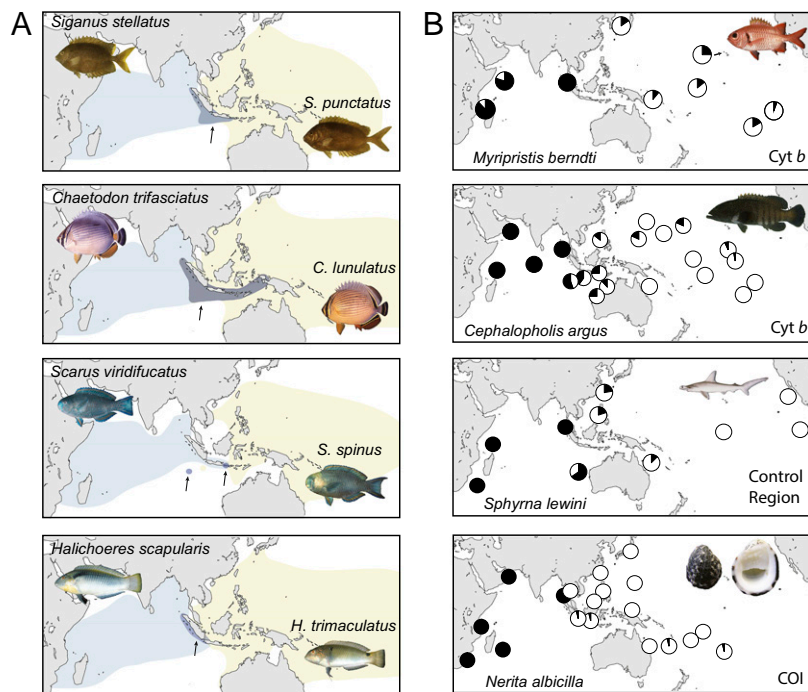 A
Siganus stellatus
S. punctatus
Chaetodon trifasciatus
C. lunulatus
Scarus viridifucatus
S. spinus
Halichoeres scapularis
H. trimaculatus
B
Myripristis berndti
Cyt b
Cephalopholis argus
Cyt b
Sphyrna lewini
Control
Region
Nerita albicilla
COI